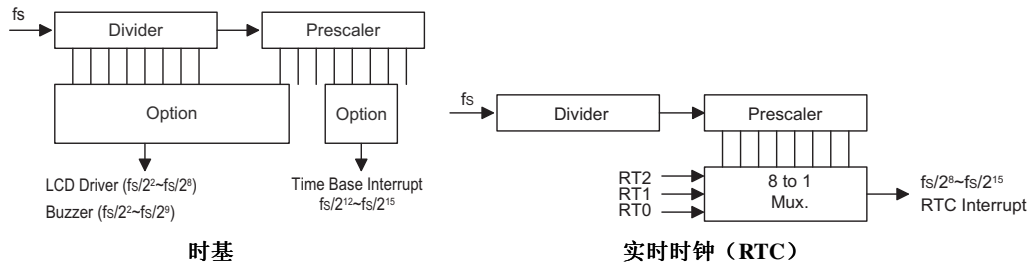 fs
Divider
Prescaler
Option
Option
LCD Driver (fs/2²~fs/2⁸)
Buzzer (fs/2²~fs/2⁹)
Time Base Interrupt
fs/2¹²~fs/2¹⁵
时基
fs
Divider
Prescaler
RT2
RT1
RT0
8 to 1
Mux.
fs/2⁸~fs/2¹⁵
RTC Interrupt
实时时钟（RTC）